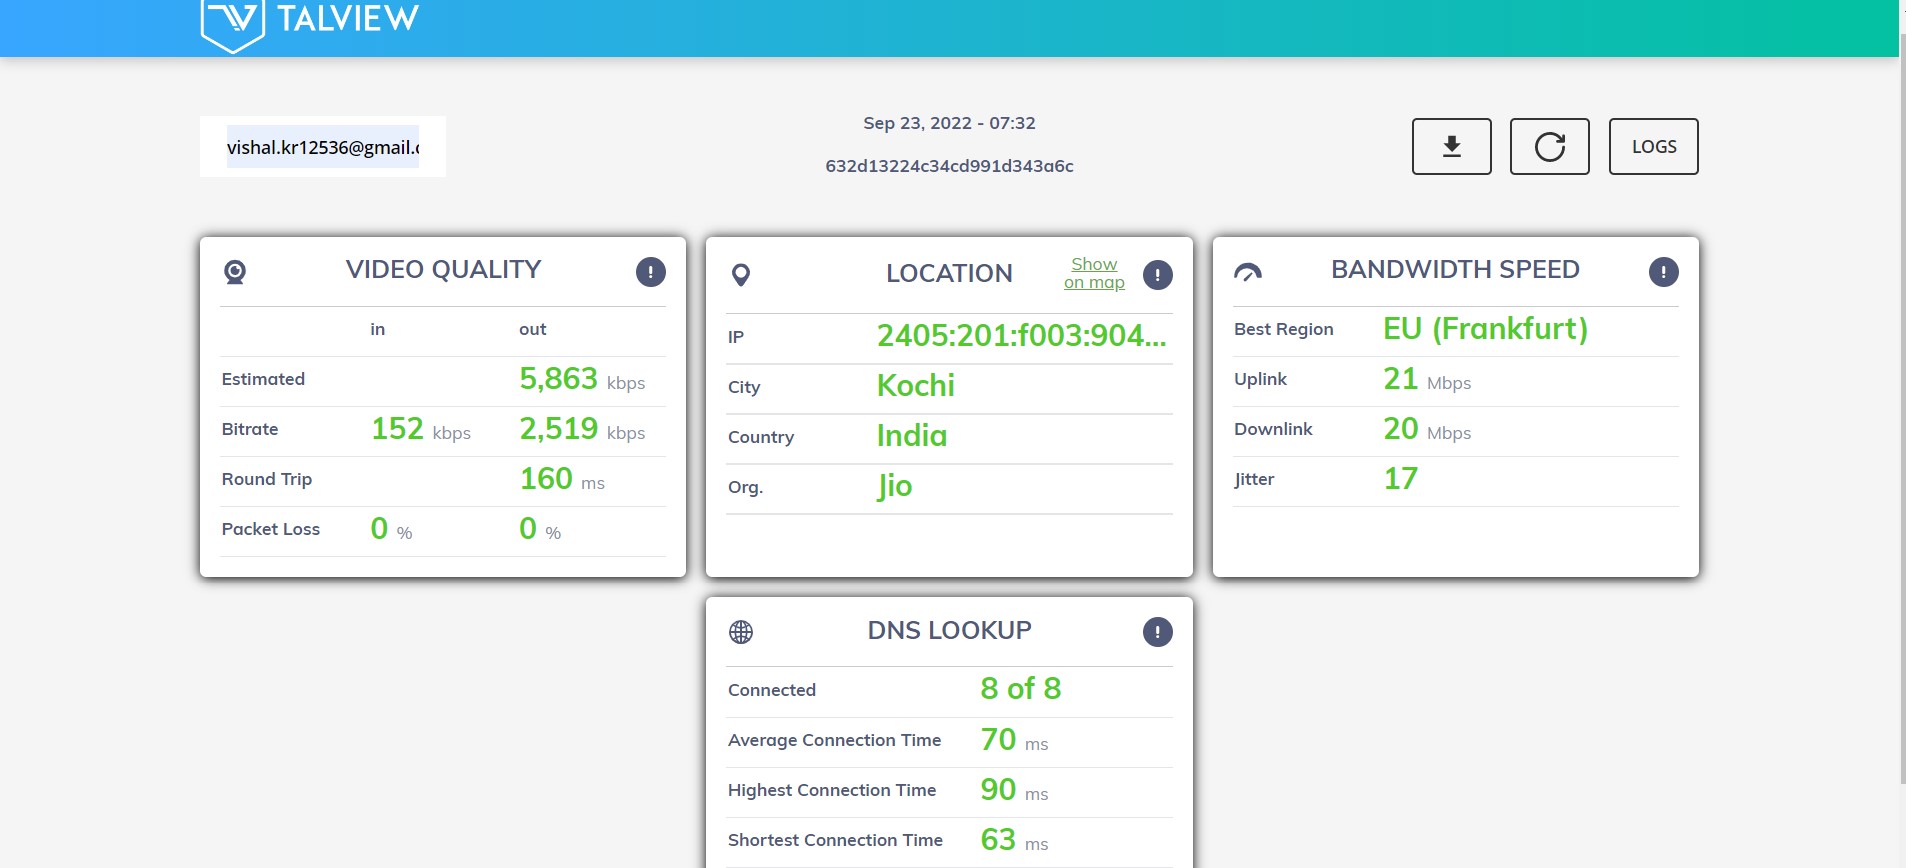 TALVIEW
vishal.kr12536@gmail.c
Sep 23, 2022 - 07:32
632d13224c34cd991d343a6c
LOGS
VIDEO QUALITY
in out
Estimated 5,863 kbps
Bitrate 152 kbps 2,519 kbps
Round Trip 160 ms
Packet Loss 0 % 0 %
LOCATION
Show
on map
IP 2405:201:f003:904...
City Kochi
Country India
Org. Jio
BANDWIDTH SPEED
Best Region EU (Frankfurt)
Uplink 21 Mbps
Downlink 20 Mbps
Jitter 17
DNS LOOKUP
Connected 8 of 8
Average Connection Time 70 ms
Highest Connection Time 90 ms
Shortest Connection Time 63 ms